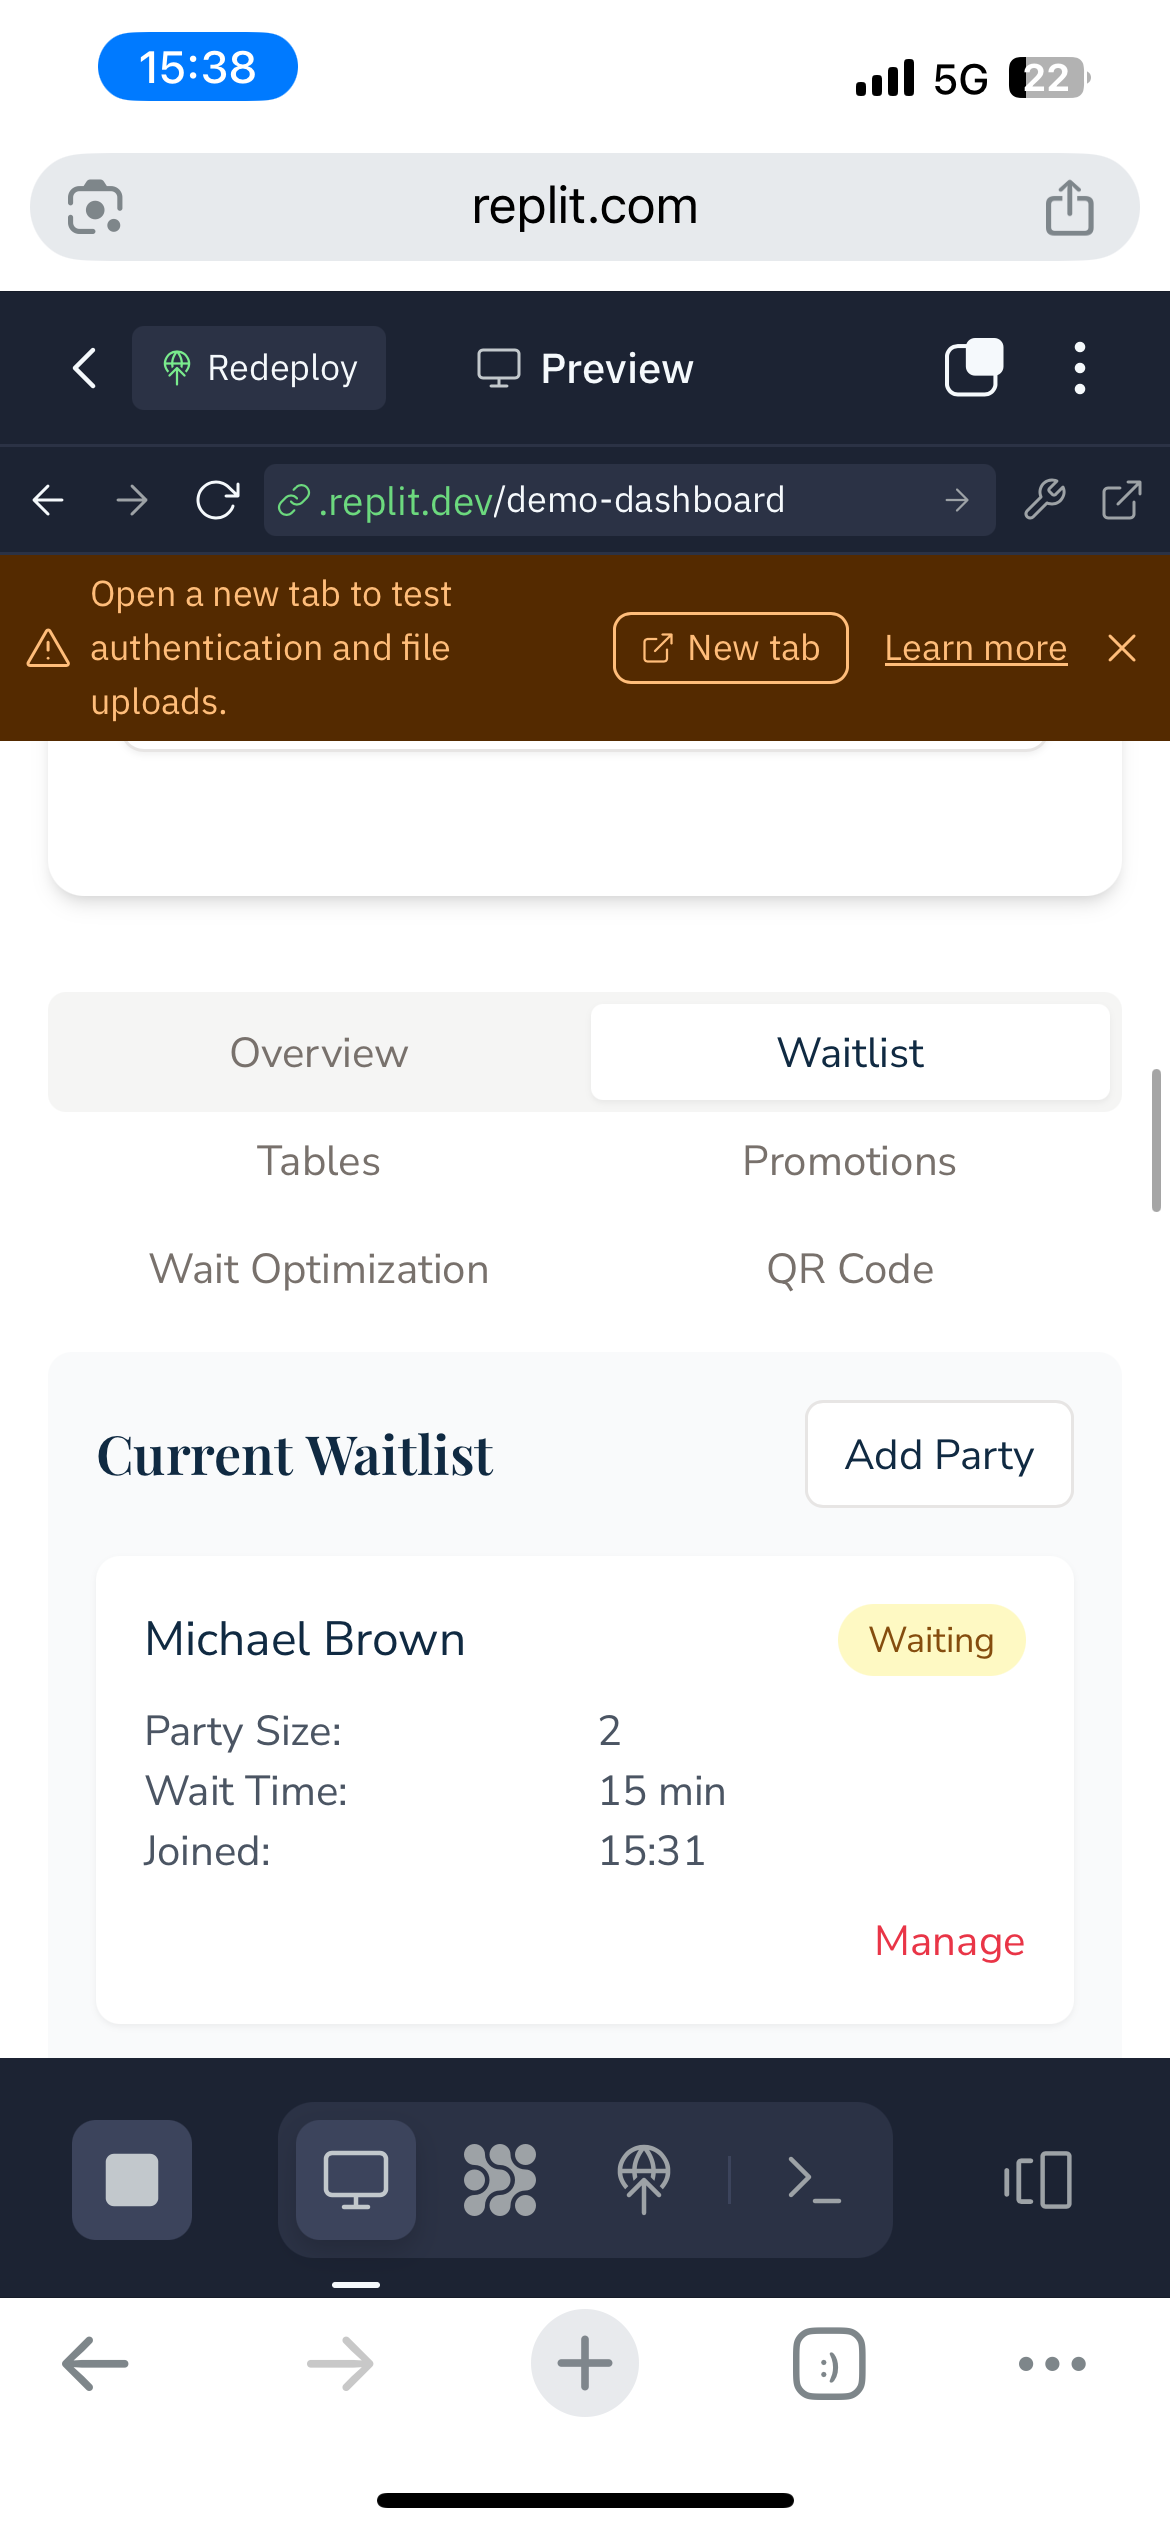 15:38
5G 22
replit.com
Redeploy
Preview
.replit.dev/demo-dashboard
Open a new tab to test
authentication and file
uploads.
New tab
Learn more
Overview
Waitlist
Tables
Promotions
Wait Optimization
QR Code
Current Waitlist
Add Party
Michael Brown
Waiting
Party Size: 2
Wait Time: 15 min
Joined: 15:31
Manage
:)